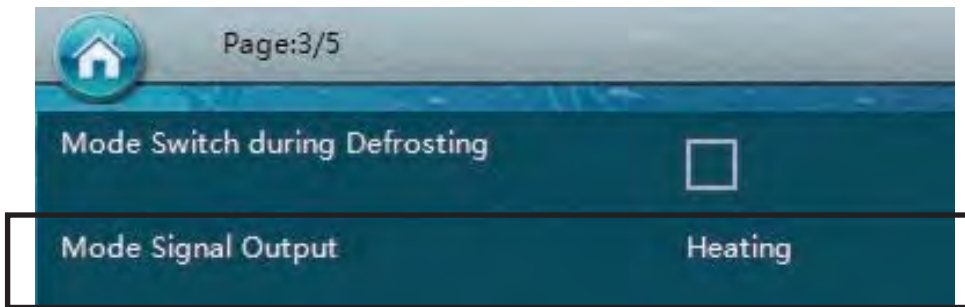 Page:3/5
Mode Switch during Defrosting
Mode Signal Output Heating